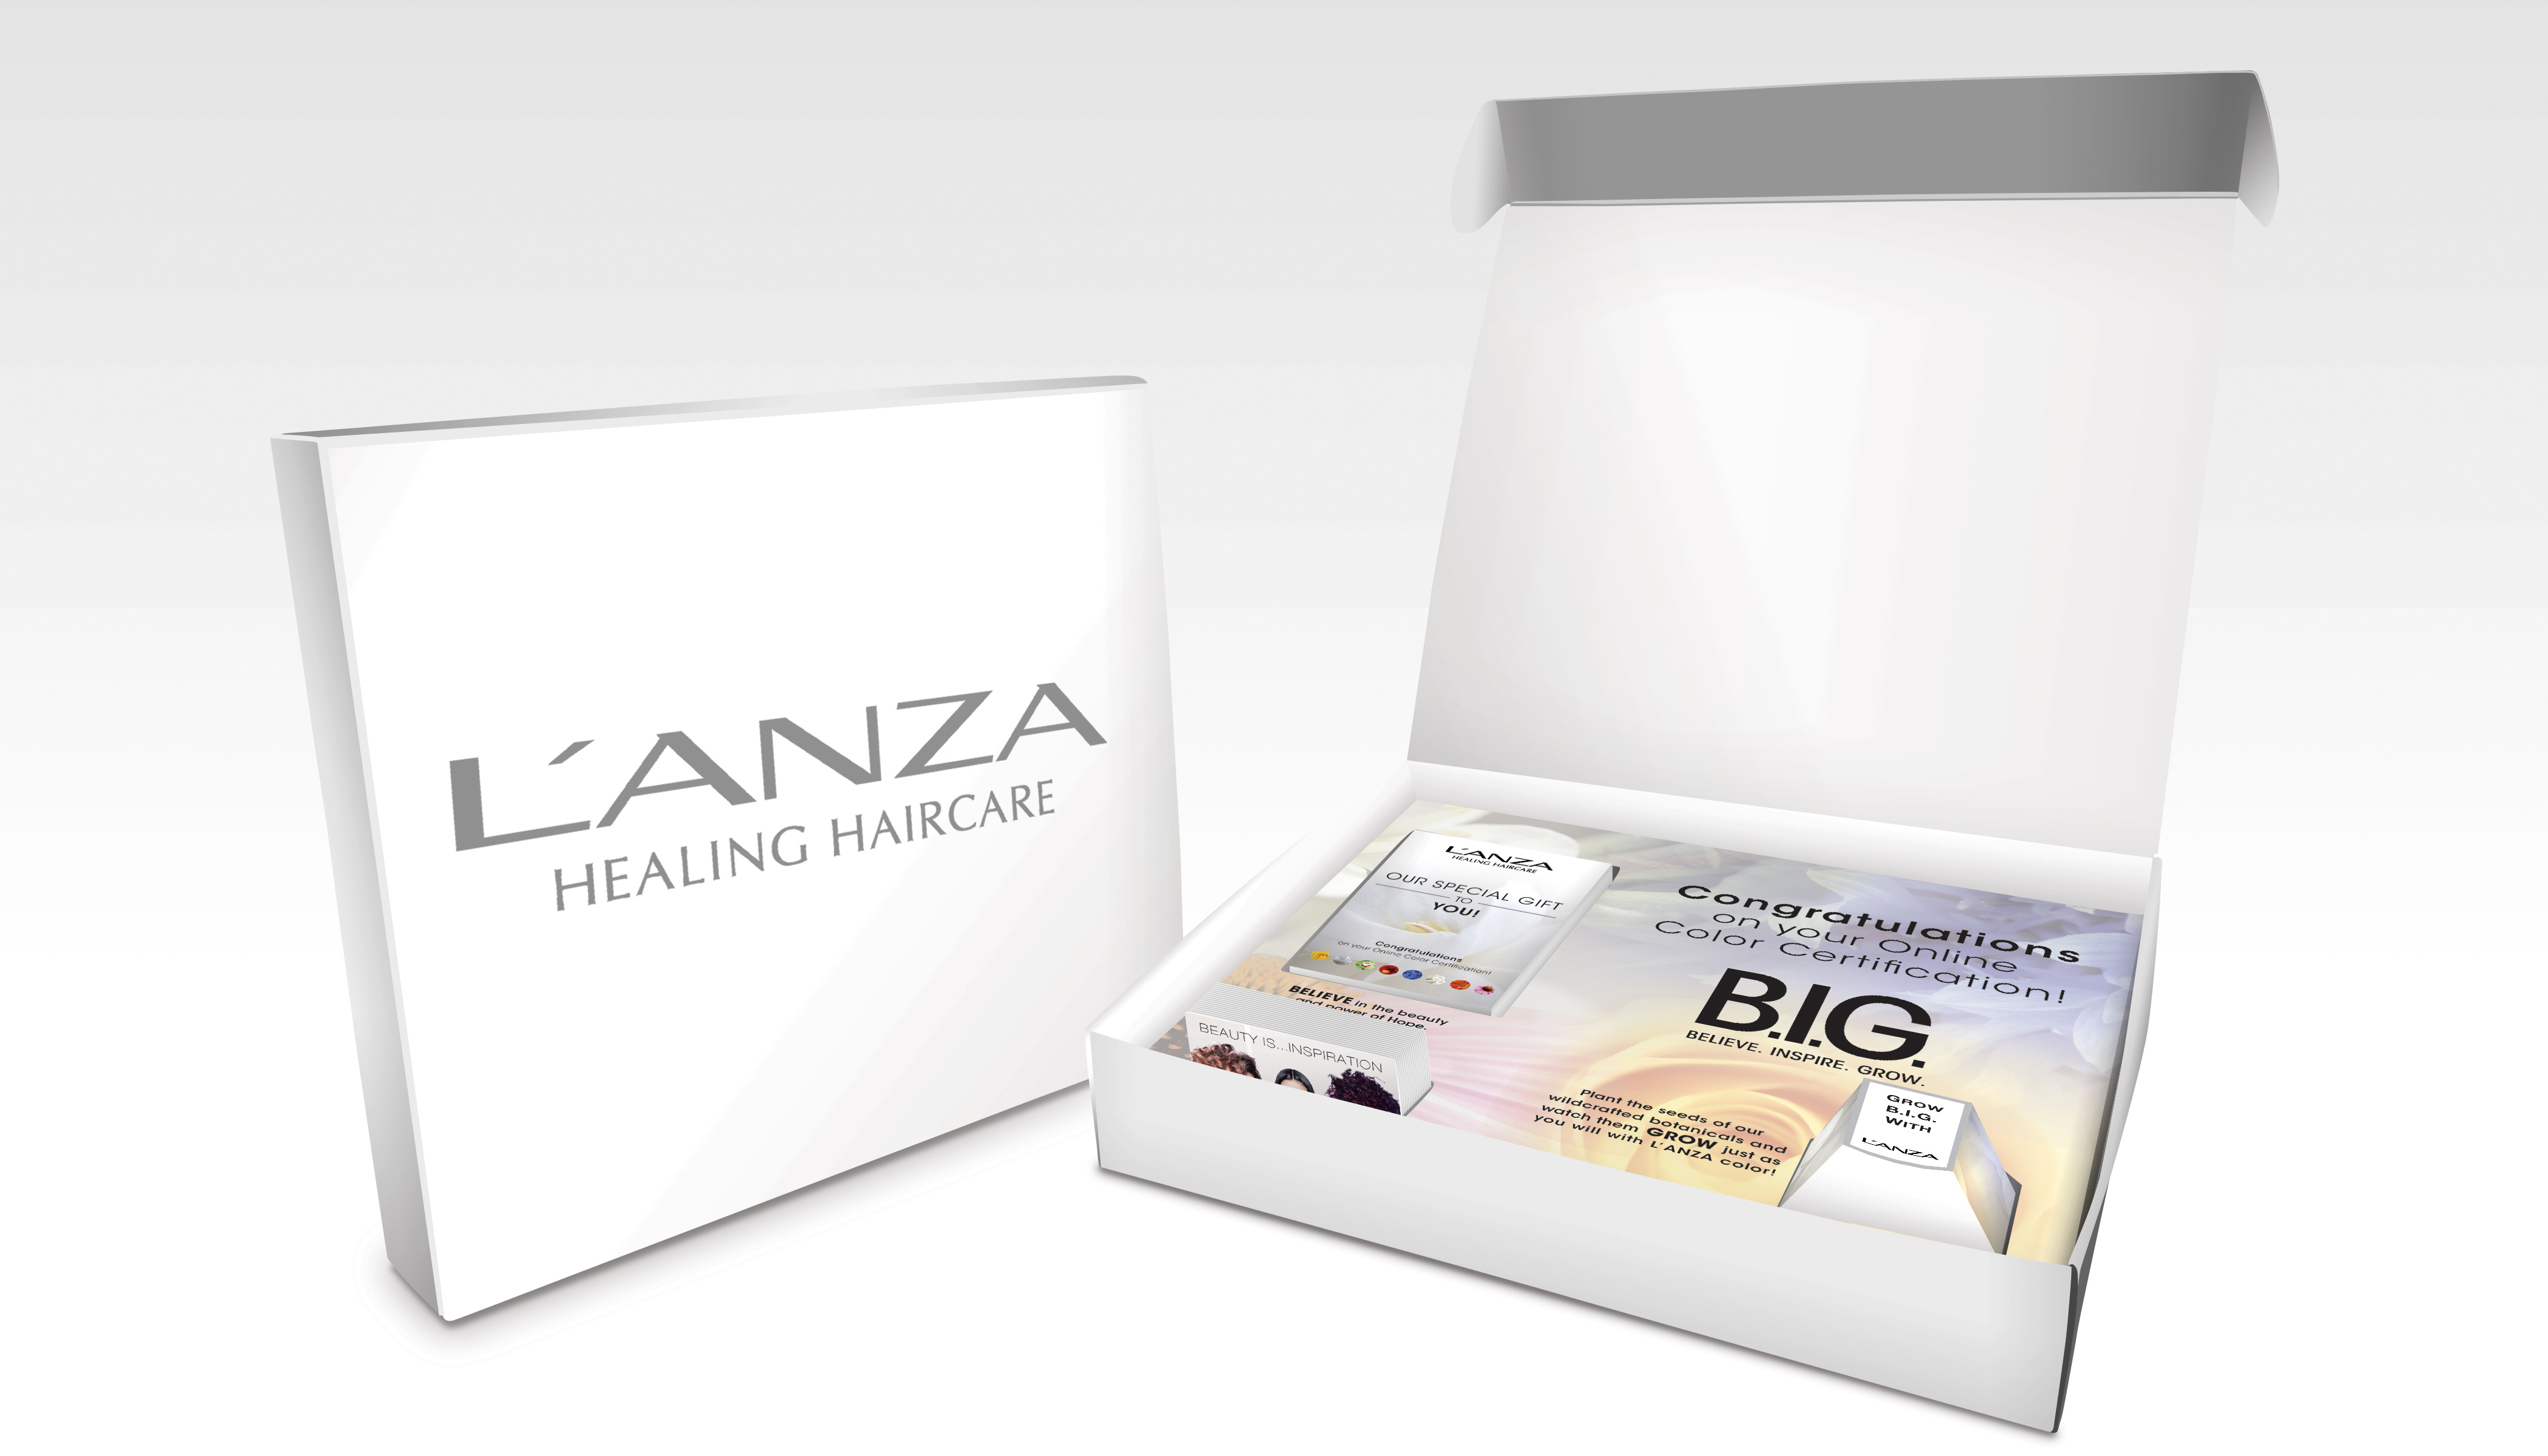 L'ANZA
HEALING HAIRCARE
L'ANZA
HEALING HAIRCARE
OUR SPECIAL GIFT
TO
YOU!
Congratulations
on your Online Color Certification!
BELIEVE in the beauty
and power of Hope.
BEAUTY IS...INSPIRATION
Congratulations
on your Online
Color Certification!
B.I.G.
BELIEVE. INSPIRE. GROW.
Plant the seeds of our
wildcrafted botanicals and
watch them GROW just as
you will with L'ANZA color!
GROW
B.I.G.
WITH
L'ANZA